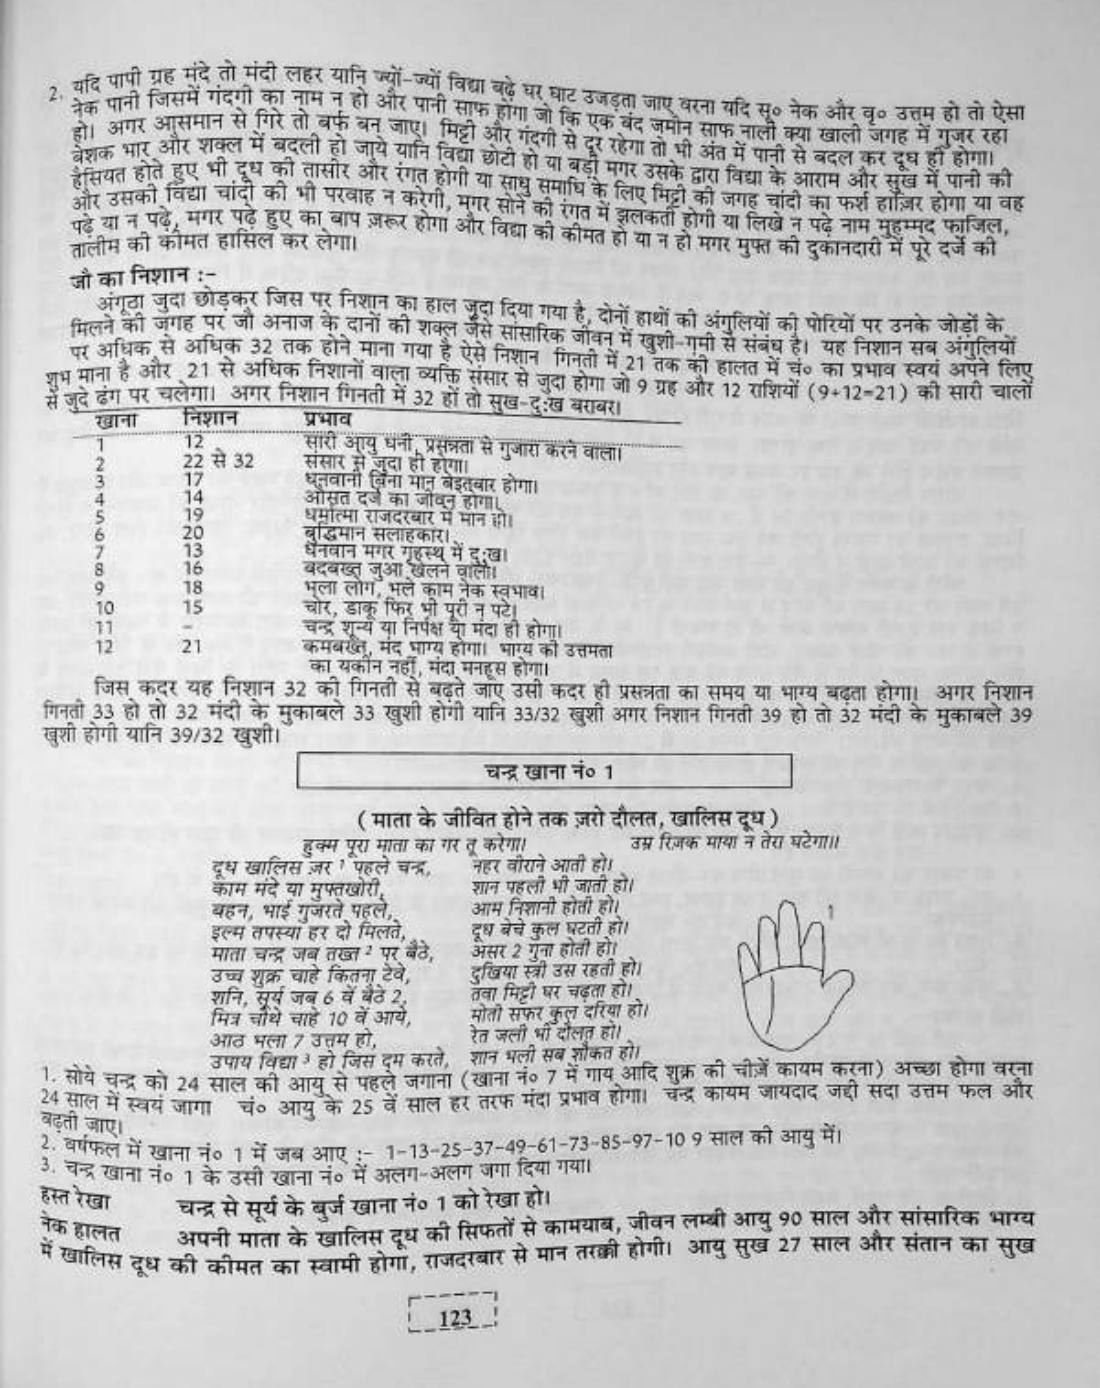 2. यदि पापी ग्रह मंदे तो मंदी लहर यानि ज्यों-ज्यों विद्या बढ़े घर घाट उजड़ता जाए वरना यदि सू० नेक और वृ० उत्तम हो तो ऐसा
नेक पानी जिसमें गंदगी का नाम न हो और पानी साफ होगा जो कि एक बंद जमीन साफ नाली क्या खाली जगह में गुजर रहा
हो। अगर आसमान से गिरे तो बर्फ बन जाए। मिट्टी और गंदगी से दूर रहेगा तो भी अंत में पानी से बदल कर दूध ही होगा।
बेशक भार और शक्ल में बदली हो जाये यानि विद्या छोटी हो या बड़ी मगर उसके द्वारा विद्या के आराम और सुख में पानी की
हैसियत होते हुए भी दूध की तासीर और रंगत होगी या साधु समाधि के लिए मिट्टी की जगह चांदी का फर्श हाज़िर होगा या वह
और उसकी विद्या चांदी की भी परवाह न करेगी, मगर सोने की रंगत में झलकती होगी या लिखे न पढ़े नाम मुहम्मद फाजिल,
पढ़े या न पढ़े, मगर पढ़े हुए का बाप ज़रूर होगा और विद्या की कीमत हो या न हो मगर मुफ्त की दुकानदारी में पूरे दर्जे की
तालीम की कीमत हासिल कर लेगा।
जौ का निशान :-
अंगूठा जुदा छोड़कर जिस पर निशान का हाल जुदा दिया गया है, दोनों हाथों की अंगुलियों की पोरियों पर उनके जोड़ों के
मिलने की जगह पर जौ अनाज के दानों की शक्ल जैसे सांसारिक जीवन में खुशी-गमी से संबंध है। यह निशान सब अंगुलियों
पर अधिक से अधिक 32 तक होने माना गया है ऐसे निशान गिनती में 21 तक की हालत में चं० का प्रभाव स्वयं अपने लिए
शुभ माना है और 21 से अधिक निशानों वाला व्यक्ति संसार से जुदा होगा जो 9 ग्रह और 12 राशियों (9+12=21) की सारी चालों
से जुदे ढंग पर चलेगा। अगर निशान गिनती में 32 हों तो सुख-दुःख बराबर।
खाना निशान प्रभाव
1 12 सारी आयु धनी, प्रसन्नता से गुजारा करने वाला।
2 22 से 32 संसार से जुदा ही होगा।
3 17 धनवानी बिना मान बेइतबार होगा।
4 14 औसत दर्जे का जीवन होगा।
5 19 धर्मात्मा राजदरबार में मान हो।
6 20 बुद्धिमान सलाहकार।
7 13 धनवान मगर गृहस्थ में दुःख।
8 16 बदबख्त जुआ खेलने वाला।
9 18 भला लोग, भले काम नेक स्वभाव।
10 15 चोर, डाकू फिर भी पूरी न पटे।
11 - चन्द्र शून्य या निर्पक्ष या मंदा ही होगा।
12 21 कमबख्त, मंद भाग्य होगा। भाग्य की उत्तमता
का यकीन नहीं, मंदा मनहूस होगा।
जिस कदर यह निशान 32 की गिनती से बढ़ते जाए उसी कदर ही प्रसन्नता का समय या भाग्य बढ़ता होगा। अगर निशान
गिनती 33 हो तो 32 मंदी के मुकाबले 33 खुशी होगी यानि 33/32 खुशी अगर निशान गिनती 39 हो तो 32 मंदी के मुकाबले 39
खुशी होगी यानि 39/32 खुशी।
चन्द्र खाना नं० 1
( माता के जीवित होने तक ज़रो दौलत, खालिस दूध )
हुक्म पूरा माता का गर तू करेगा। उम्र रिज़क माया न तेरा घटेगा।।
दूध खालिस ज़र 1 पहले चन्द्र, नहर वीराने आती हो।
काम मंदे या मुफ्तखोरी, शान पहली भी जाती हो।
बहन, भाई गुजरते पहले, आम निशानी होती हो।
इल्म तपस्या हर दो मिलते, दूध बेचे कुल घटती हो।
माता चन्द्र जब तख्त 2 पर बैठे, असर 2 गुना होती हो।
उच्च शुक्र चाहे कितना टेवे, दुखिया स्त्री उस रहती हो।
शनि, सूर्य जब 6 वें बैठे 2, तवा मिट्टी घर चढ़ता हो।
मित्र चौथे चाहे 10 वें आये, मोती सफर कुल दरिया हो।
आठ भला 7 उत्तम हो, रेत जली भी दौलत हो।
उपाय विद्या 3 हो जिस दम करते, शान भली सब शौकत हो।
1
1. सोये चन्द्र को 24 साल की आयु से पहले जगाना (खाना नं० 7 में गाय आदि शुक्र की चीज़ें कायम करना) अच्छा होगा वरना
24 साल में स्वयं जागा चं० आयु के 25 वें साल हर तरफ मंदा प्रभाव होगा। चन्द्र कायम जायदाद जद्दी सदा उत्तम फल और
बढ़ती जाए।
2. वर्षफल में खाना नं० 1 में जब आए :- 1-13-25-37-49-61-73-85-97-10 9 साल की आयु में।
3. चन्द्र खाना नं० 1 के उसी खाना नं० में अलग-अलग जगा दिया गया।
हस्त रेखा चन्द्र से सूर्य के बुर्ज खाना नं० 1 को रेखा हो।
नेक हालत अपनी माता के खालिस दूध की सिफतों से कामयाब, जीवन लम्बी आयु 90 साल और सांसारिक भाग्य
में खालिस दूध की कीमत का स्वामी होगा, राजदरबार से मान तरक्की होगी। आयु सुख 27 साल और संतान का सुख
123